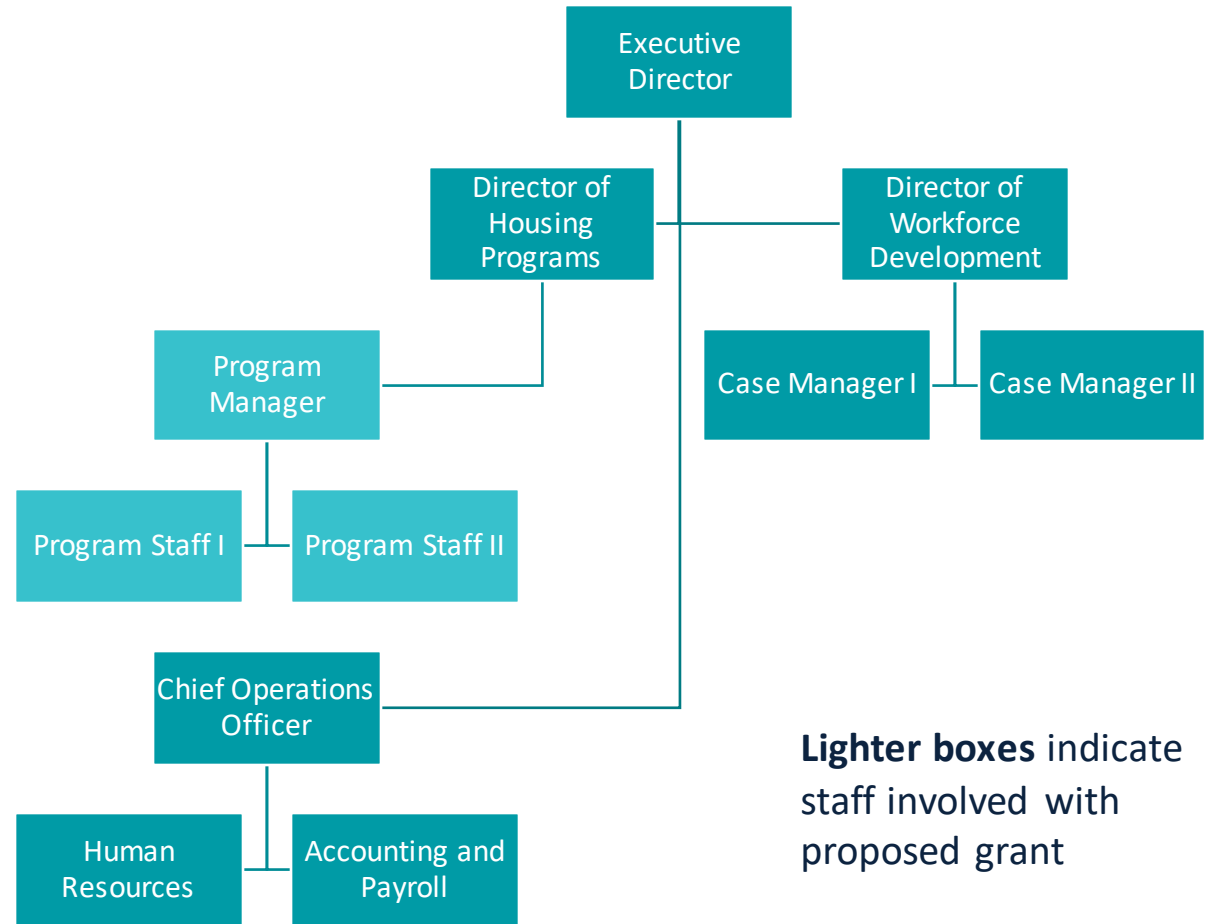 Executive
Director
Director of
Housing
Programs
Director of
Workforce
Development
Program
Manager
Case Manager I
Case Manager II
Program Staff I
Program Staff II
Chief Operations
Officer
Lighter boxes indicate
staff involved with
proposed grant
Human
Resources
Accounting and
Payroll